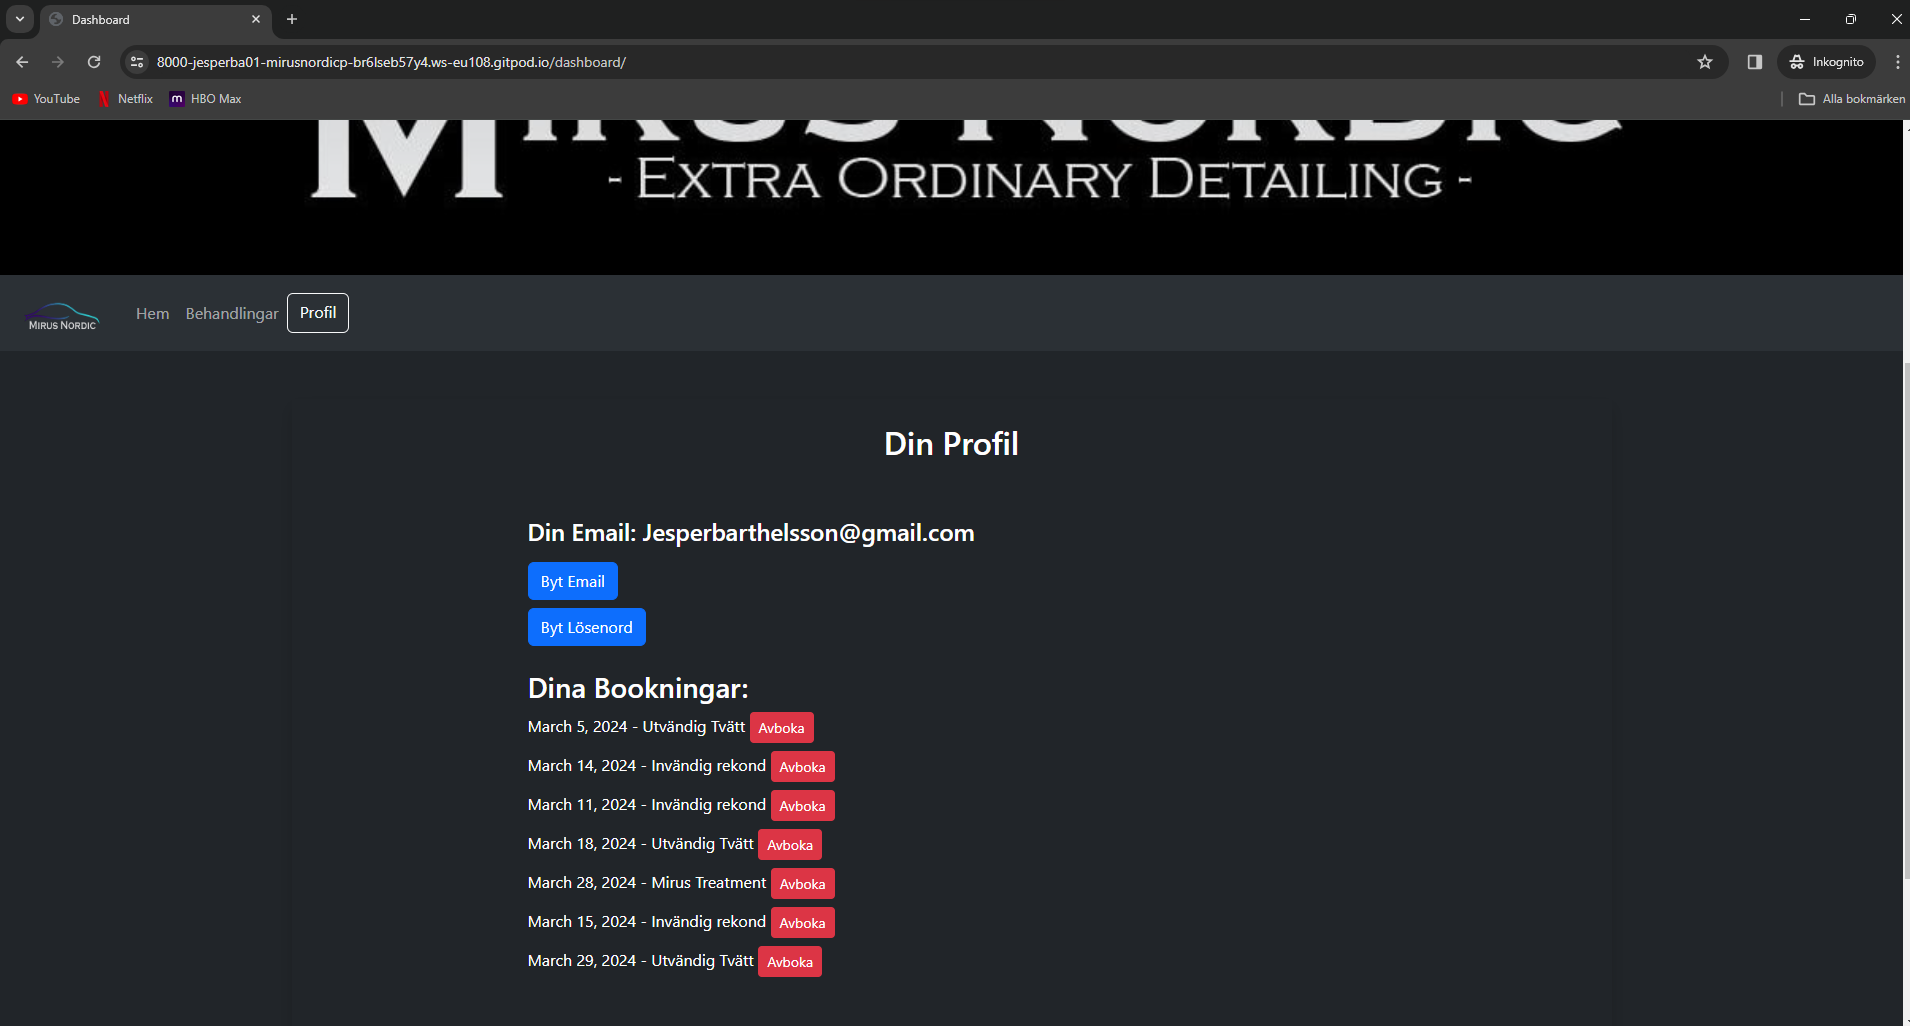 Dashboard
8000-jesperba01-mirusnordicp-br6lseb57y4.ws-eu108.gitpod.io/dashboard/
Inkognito
YouTube
Netflix
m HBO Max
Alla bokmärken
MIRUS NORDIC
- EXTRA ORDINARY DETAILING -
MIRUS NORDIC
Hem
Behandlingar
Profil
Din Profil
Din Email: Jesperbarthelsson@gmail.com
Byt Email
Byt Lösenord
Dina Bookningar:
March 5, 2024 - Utvändig Tvätt Avboka
March 14, 2024 - Invändig rekond Avboka
March 11, 2024 - Invändig rekond Avboka
March 18, 2024 - Utvändig Tvätt Avboka
March 28, 2024 - Mirus Treatment Avboka
March 15, 2024 - Invändig rekond Avboka
March 29, 2024 - Utvändig Tvätt Avboka